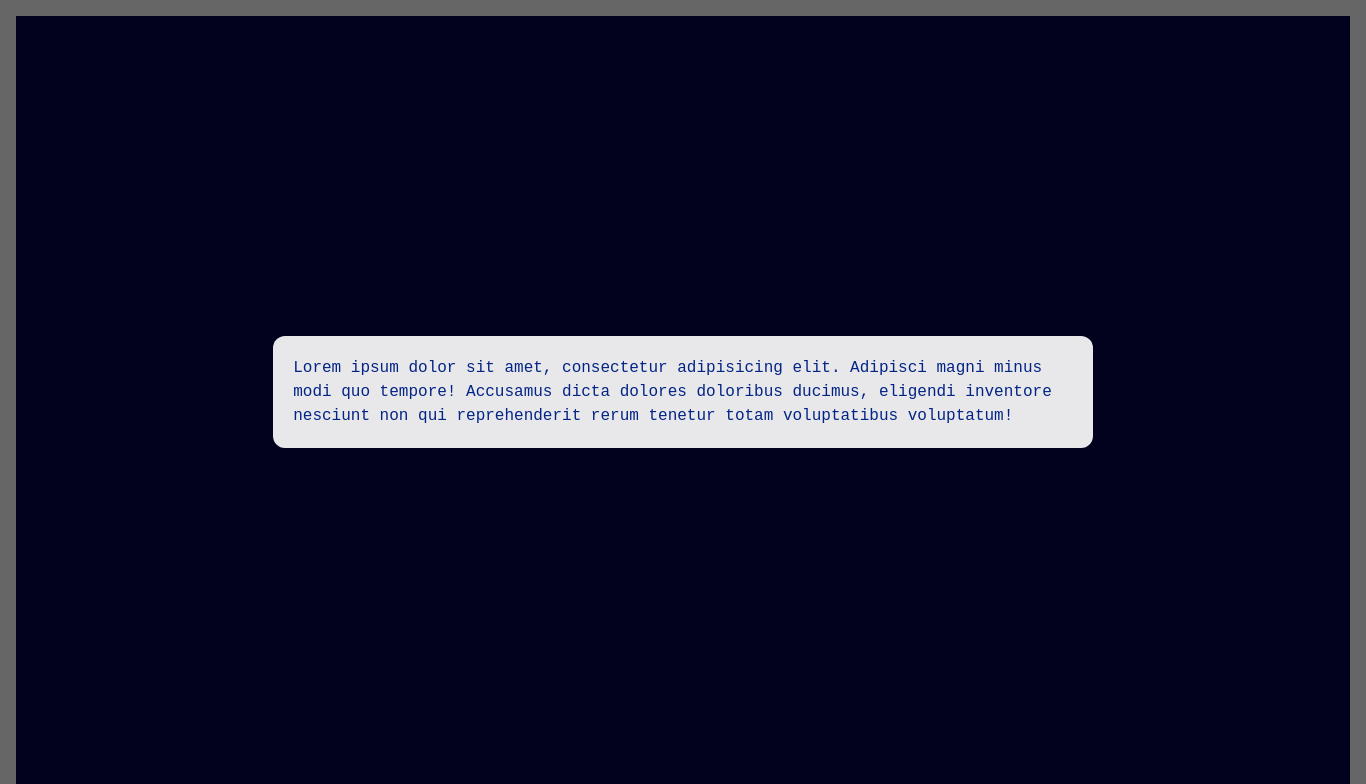 Lorem ipsum dolor sit amet, consectetur adipisicing elit. Adipisci magni minus
modi quo tempore! Accusamus dicta dolores doloribus ducimus, eligendi inventore
nesciunt non qui reprehenderit rerum tenetur totam voluptatibus voluptatum!